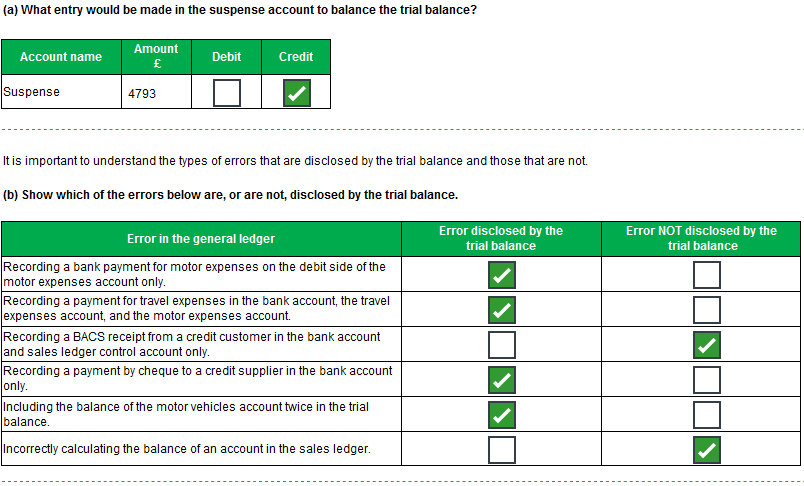 (a) What entry would be made in the suspense account to balance the trial balance?
Account name Amount £ Debit Credit
Suspense 4793
It is important to understand the types of errors that are disclosed by the trial balance and those that are not.
(b) Show which of the errors below are, or are not, disclosed by the trial balance.
Error in the general ledger
Error disclosed by the
trial balance
Error NOT disclosed by the
trial balance
Recording a bank payment for motor expenses on the debit side of the
motor expenses account only.
Recording a payment for travel expenses in the bank account, the travel
expenses account, and the motor expenses account.
Recording a BACS receipt from a credit customer in the bank account
and sales ledger control account only.
Recording a payment by cheque to a credit supplier in the bank account
only.
Including the balance of the motor vehicles account twice in the trial
balance.
Incorrectly calculating the balance of an account in the sales ledger.